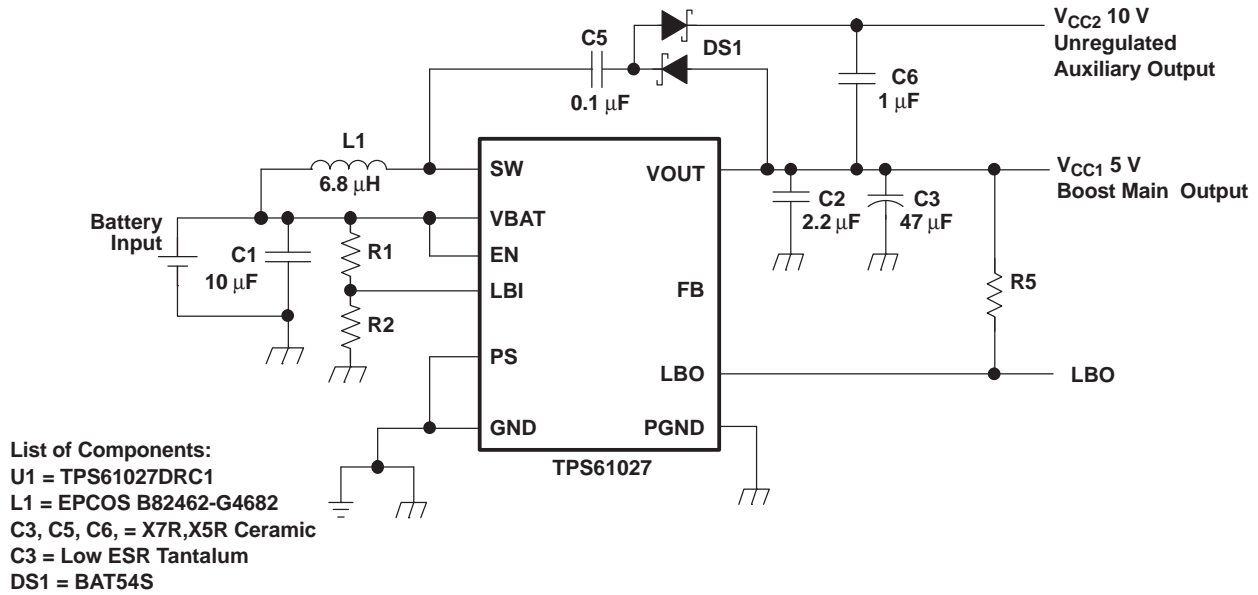 V_CC2 10 V
Unregulated
Auxiliary Output
C5
0.1 μF
DS1
C6
1 μF
L1
6.8 μH
SW
VOUT
V_CC1 5 V
Boost Main Output
C2
2.2 μF
C3
47 μF
Battery
Input
VBAT
C1
10 μF
R1
EN
LBI
FB
R5
R2
PS
LBO
LBO
GND
PGND
TPS61027
List of Components:
U1 = TPS61027DRC1
L1 = EPCOS B82462-G4682
C3, C5, C6, = X7R,X5R Ceramic
C3 = Low ESR Tantalum
DS1 = BAT54S